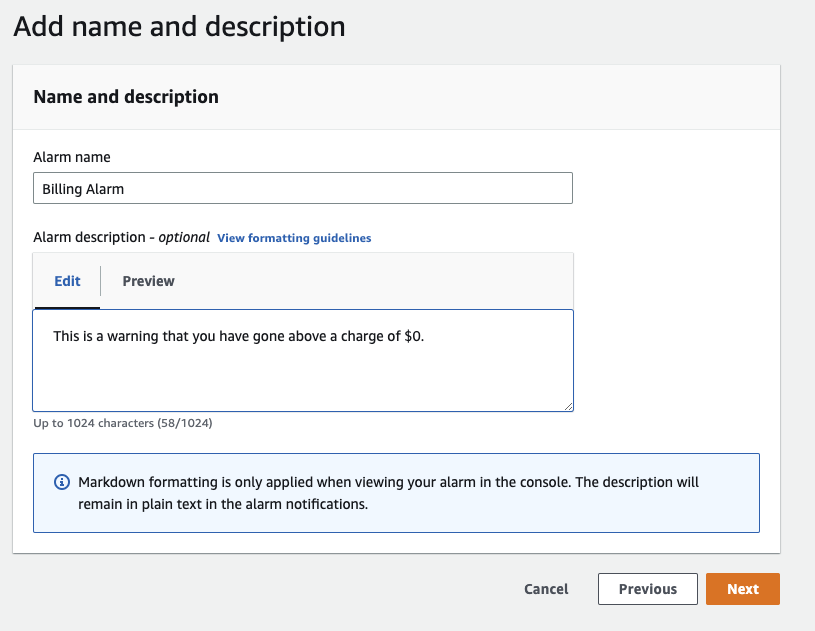 Add name and description
Name and description
Alarm name
Billing Alarm
Alarm description - optional View formatting guidelines
Edit Preview
This is a warning that you have gone above a charge of $0.
Up to 1024 characters (58/1024)
Markdown formatting is only applied when viewing your alarm in the console. The description will
remain in plain text in the alarm notifications.
Cancel Previous Next